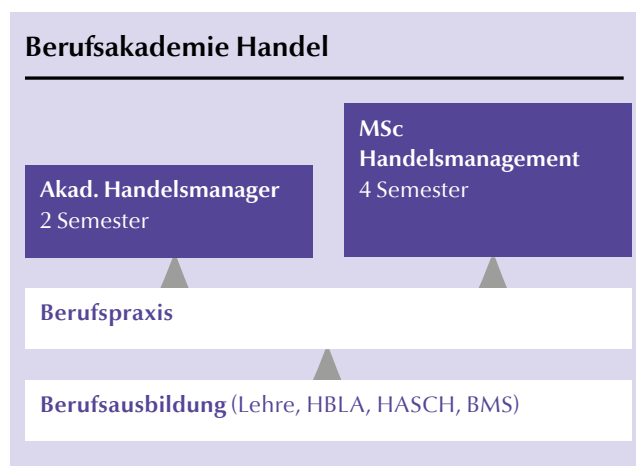 Berufsakademie Handel
MSc
Handelsmanagement
4 Semester
Akad. Handelsmanager
2 Semester
Berufspraxis
Berufsausbildung (Lehre, HBLA, HASCH, BMS)